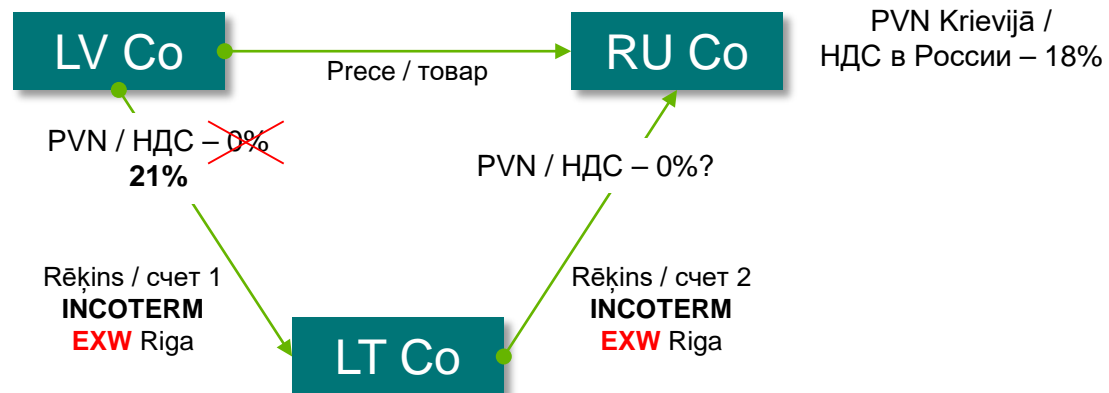 LV Co
Prece / товар
RU Co
PVN Krievijā /
НДС в России – 18%
PVN / НДС – 0%
21%
PVN / НДС – 0%?
Rēķins / счет 1
INCOTERM
EXW Riga
Rēķins / счет 2
INCOTERM
EXW Riga
LT Co